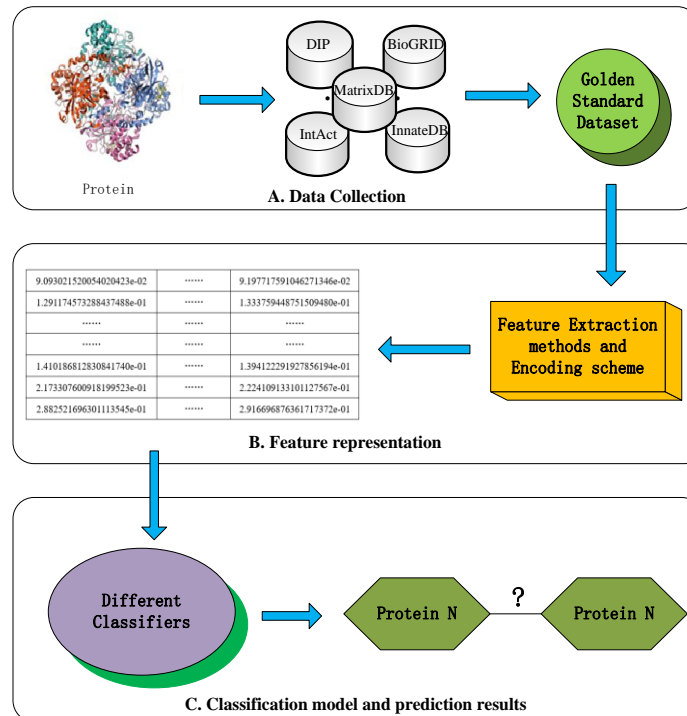 DIP
BioGRID
MatrixDB
IntAct
InnateDB
Golden
Standard
Dataset
Protein
A. Data Collection
9.093021520054020423e-02 ...... 9.197717591046271346e-02
1.291174573288437488e-01 ...... 1.333759448751509480e-01
...... ......
...... ......
1.410186812830841740e-01 ...... 1.394122291927856194e-01
2.173307600918199523e-01 ...... 2.224109133101127567e-01
2.882521696301113545e-01 ...... 2.916696876361717372e-01
Feature Extraction
methods and
Encoding scheme
B. Feature representation
Different
Classifiers
Protein N
?
Protein N
C. Classification model and prediction results